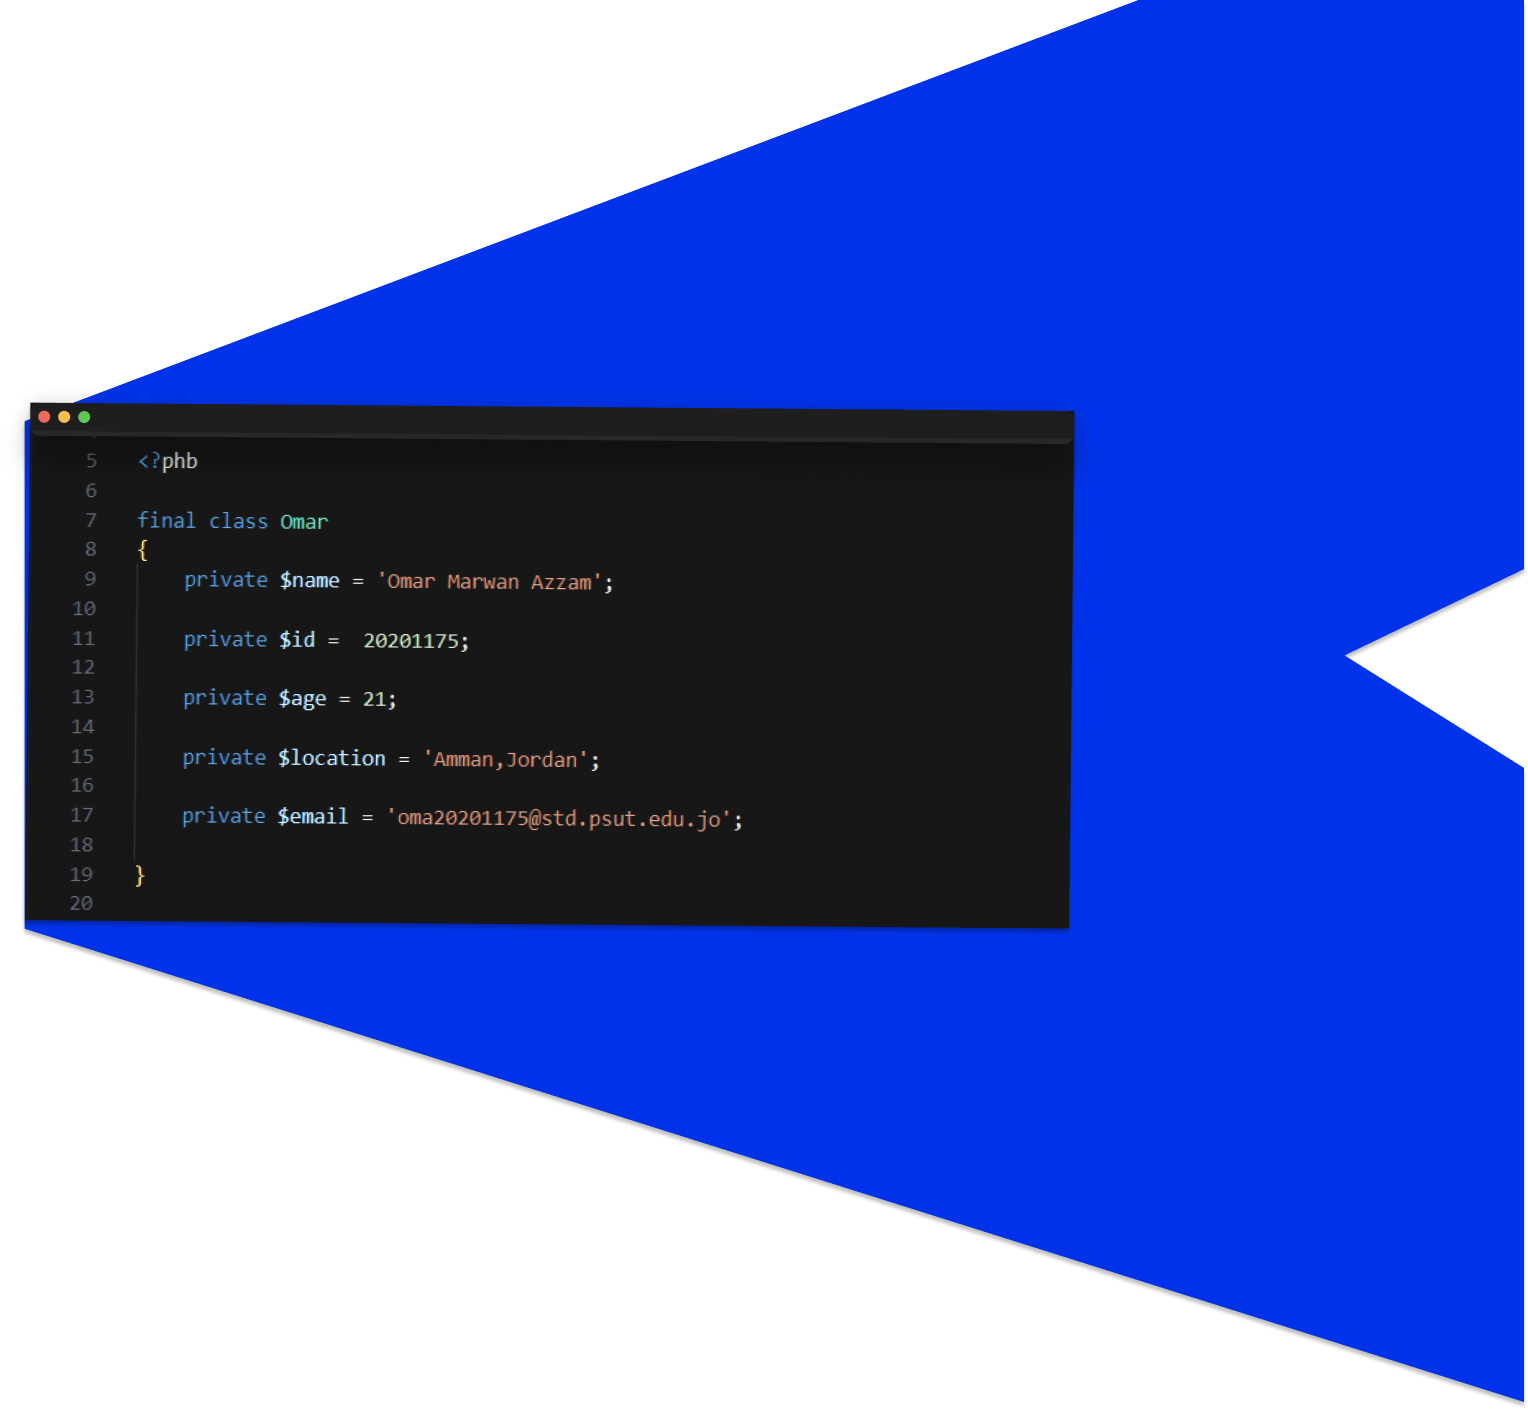 5 <?phb
6
7 final class Omar
8 {
9 private $name = 'Omar Marwan Azzam';
10
11 private $id =  20201175;
12
13 private $age = 21;
14
15 private $location = 'Amman,Jordan';
16
17 private $email = 'oma20201175@std.psut.edu.jo';
18
19 }
20